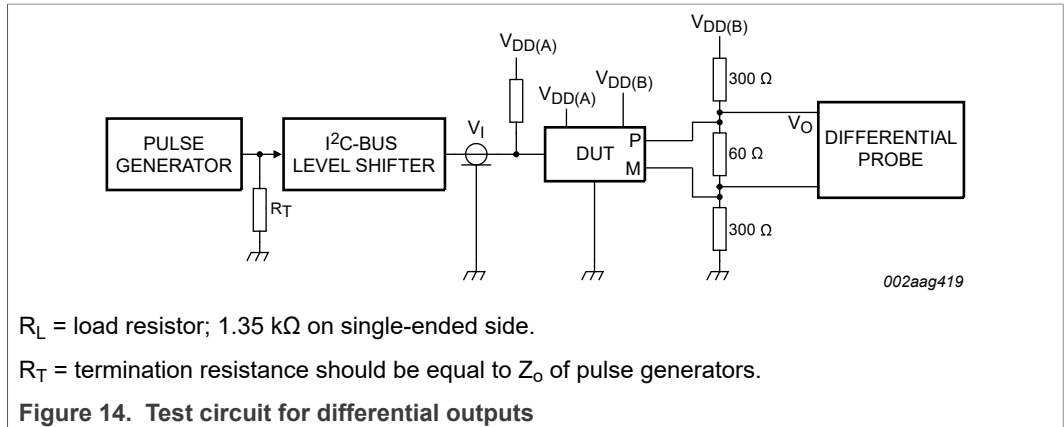 V_DD(B)
V_DD(A)
300 Ω
V_DD(B)
V_DD(A)
PULSE
GENERATOR
I²C-BUS
LEVEL SHIFTER
V_I
DUT
P
M
V_O
60 Ω
DIFFERENTIAL
PROBE
R_T
300 Ω
002aag419
R_L = load resistor; 1.35 kΩ on single-ended side.
R_T = termination resistance should be equal to Z_o of pulse generators.
Figure 14. Test circuit for differential outputs